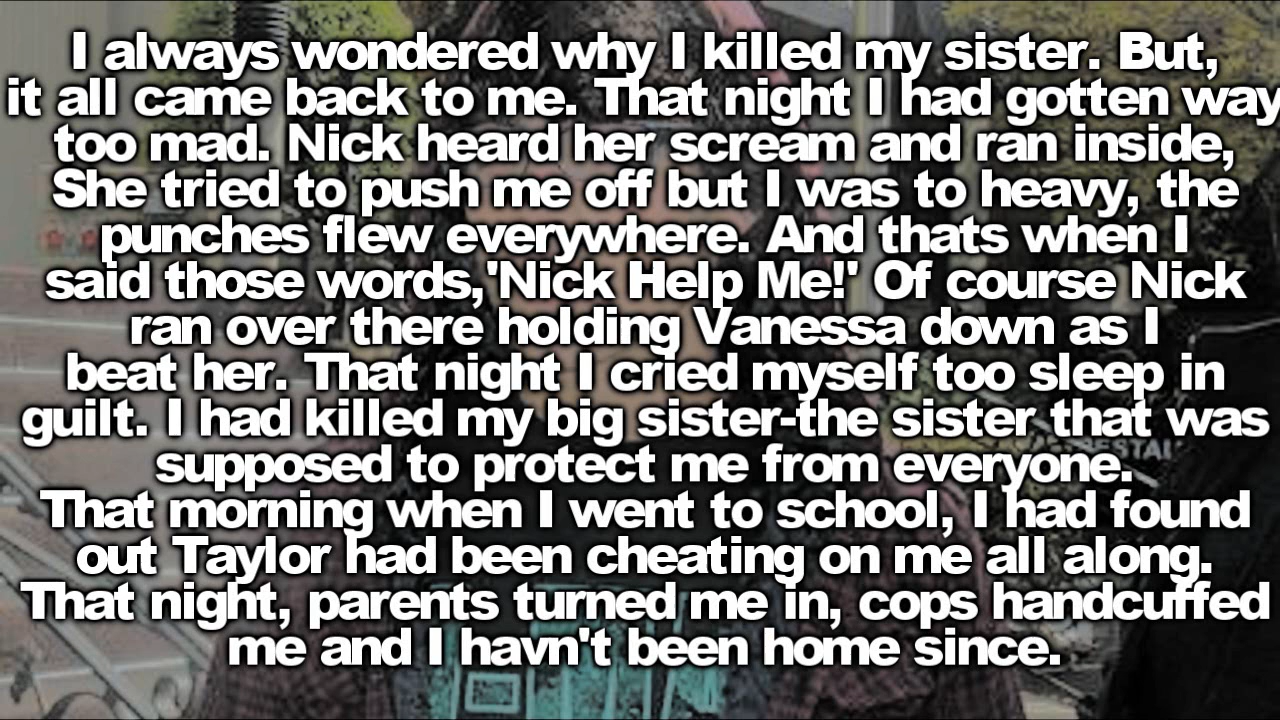 I always wondered why I killed my sister. But,
it all came back to me. That night I had gotten way
too mad. Nick heard her scream and ran inside,
She tried to push me off but I was to heavy, the
punches flew everywhere. And thats when I
said those words,'Nick Help Me!' Of course Nick
ran over there holding Vanessa down as I
beat her. That night I cried myself too sleep in
guilt. I had killed my big sister-the sister that was
supposed to protect me from everyone.
That morning when I went to school, I had found
out Taylor had been cheating on me all along.
That night, parents turned me in, cops handcuffed
me and I havn't been home since.